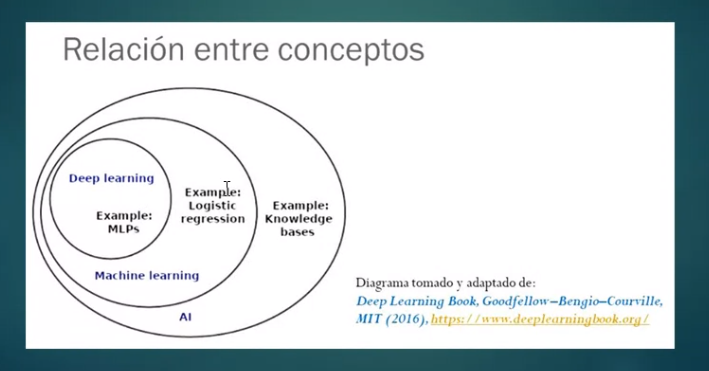 Relación entre conceptos
Deep learning
Example:
MLPs
Example:
Logistic
regression
Example:
Knowledge
bases
Machine learning
AI
Diagrama tomado y adaptado de:
Deep Learning Book, Goodfellow–Bengio–Courville,
MIT (2016), https://www.deeplearningbook.org/